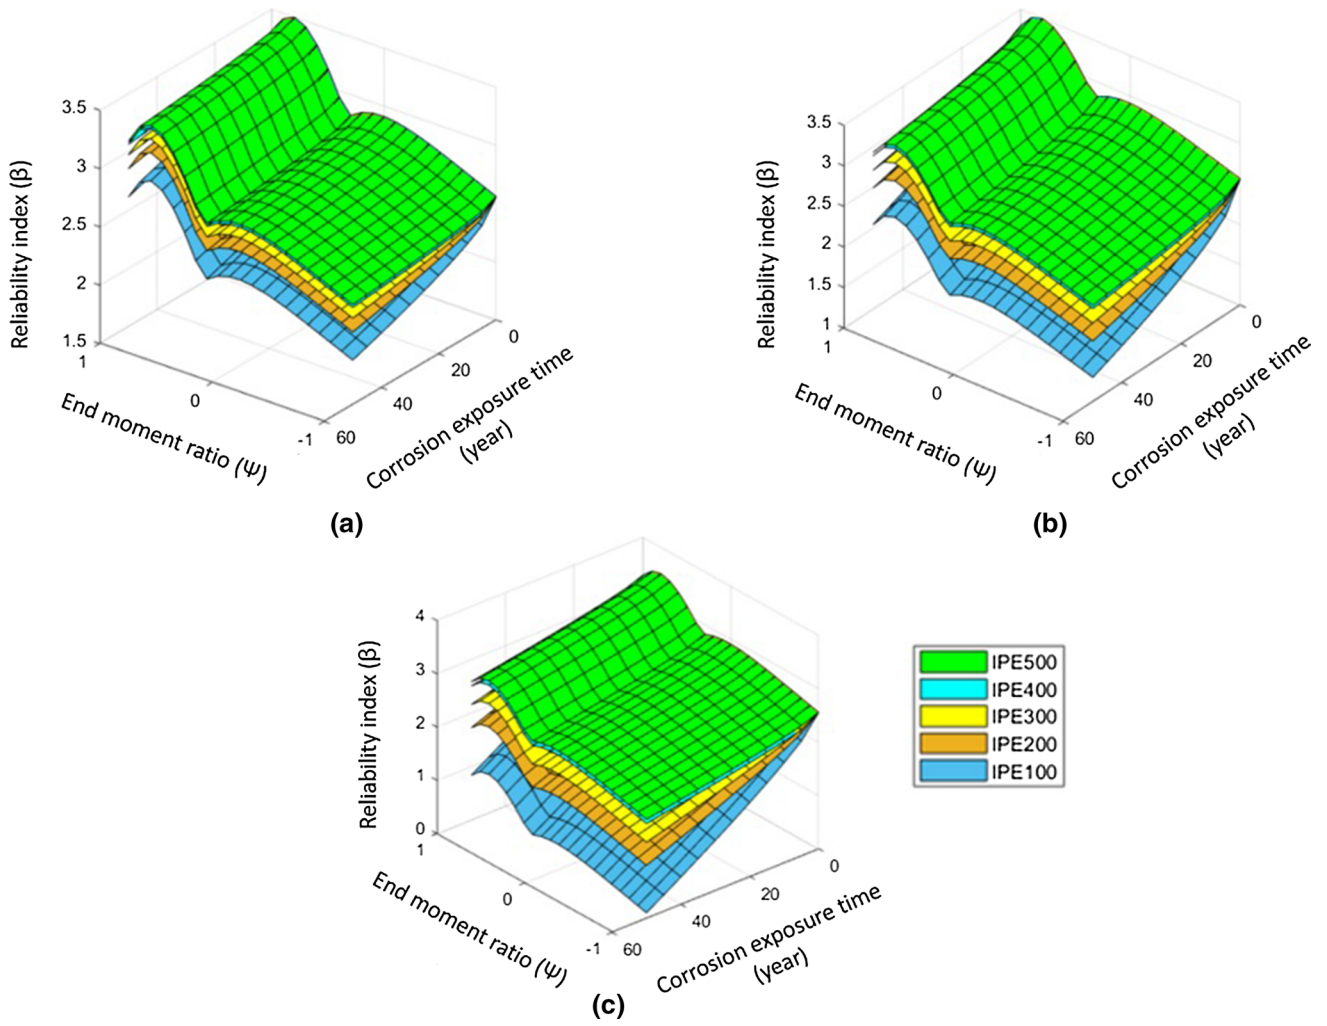 3.5
3
2.5
2
1.5
Reliability index (β)
1
0
-1
End moment ratio (Ψ)
0
20
40
60
Corrosion exposure time
(year)
(a)
3.5
3
2.5
2
1.5
1
Reliability index (β)
1
0
-1
End moment ratio (Ψ)
0
20
40
60
Corrosion exposure time
(year)
(b)
4
3
2
1
0
Reliability index (β)
1
0
-1
End moment ratio (Ψ)
0
20
40
60
Corrosion exposure time
(year)
(c)
IPE500
IPE400
IPE300
IPE200
IPE100